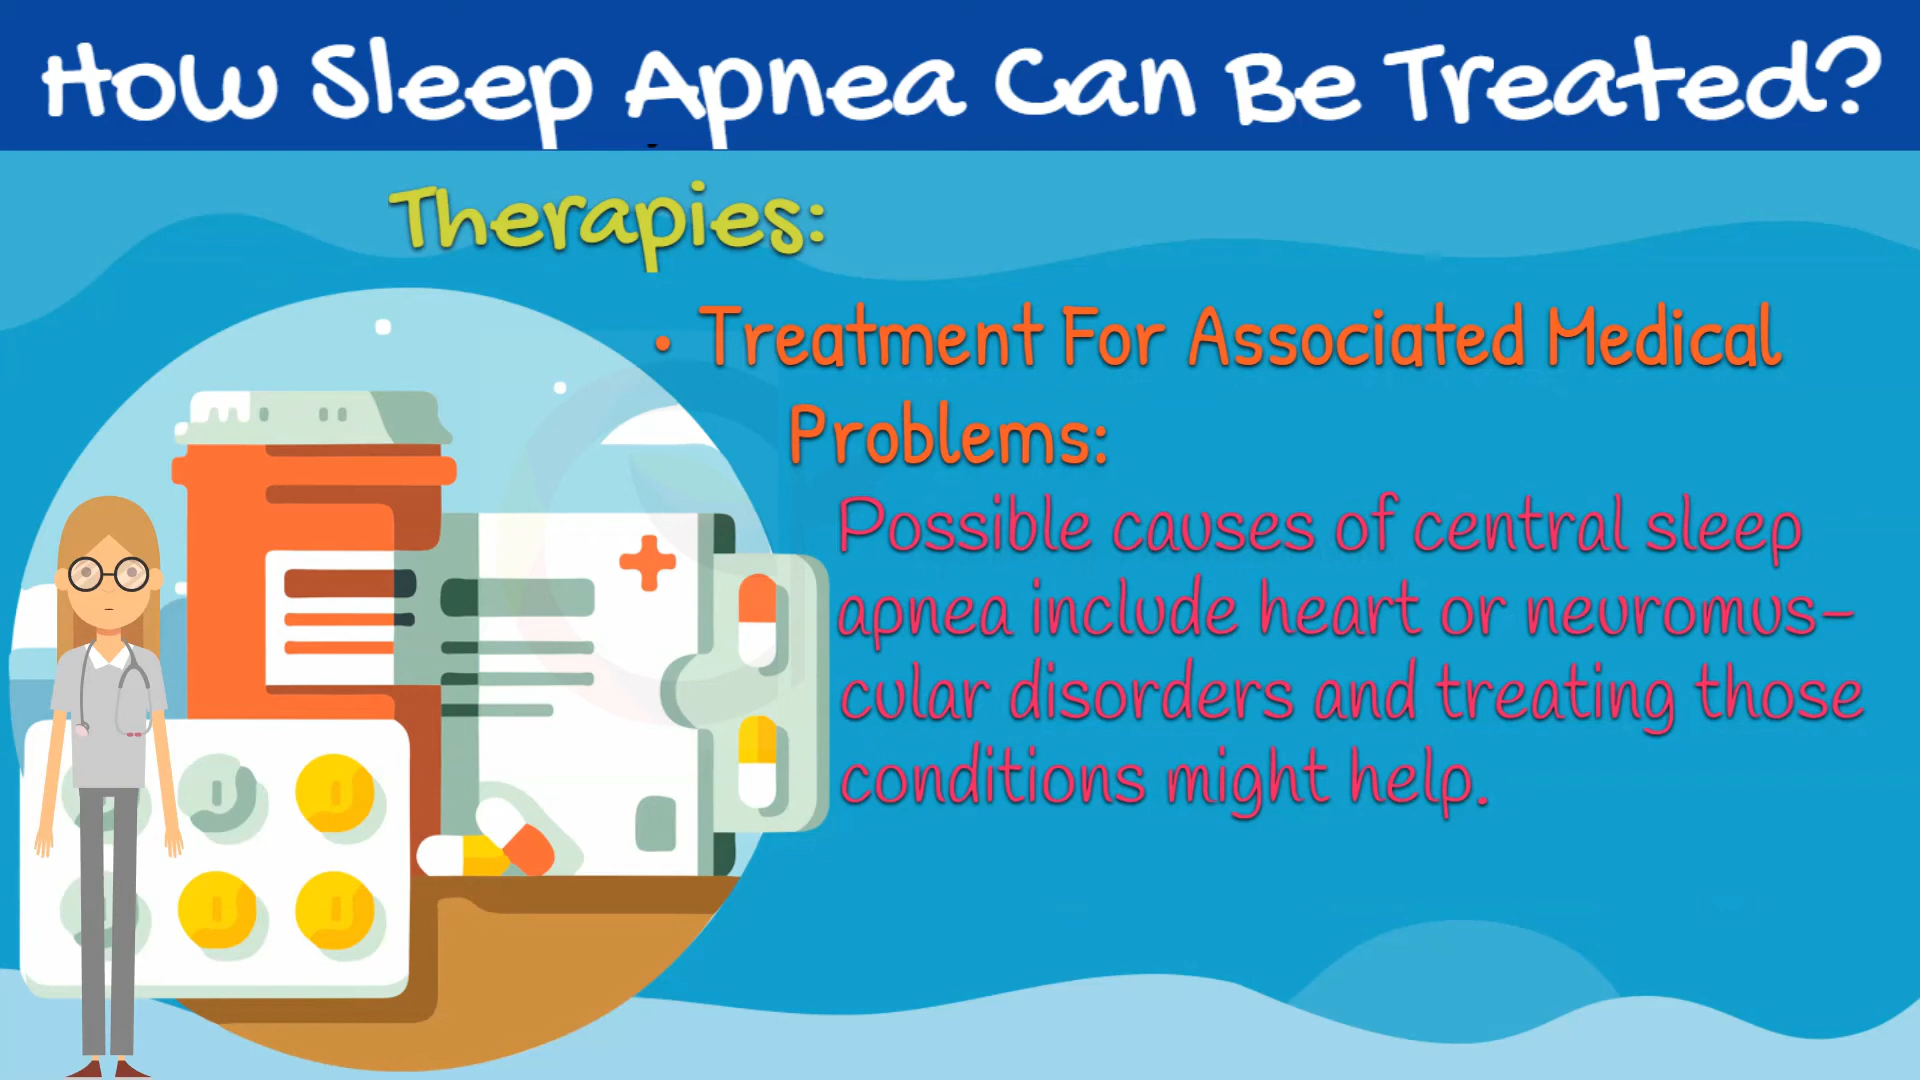 How Sleep Apnea Can Be Treated?
Therapies:
• Treatment For Associated Medical
Problems:
Possible causes of central sleep
apnea include heart or neuromus-
cular disorders and treating those
conditions might help.